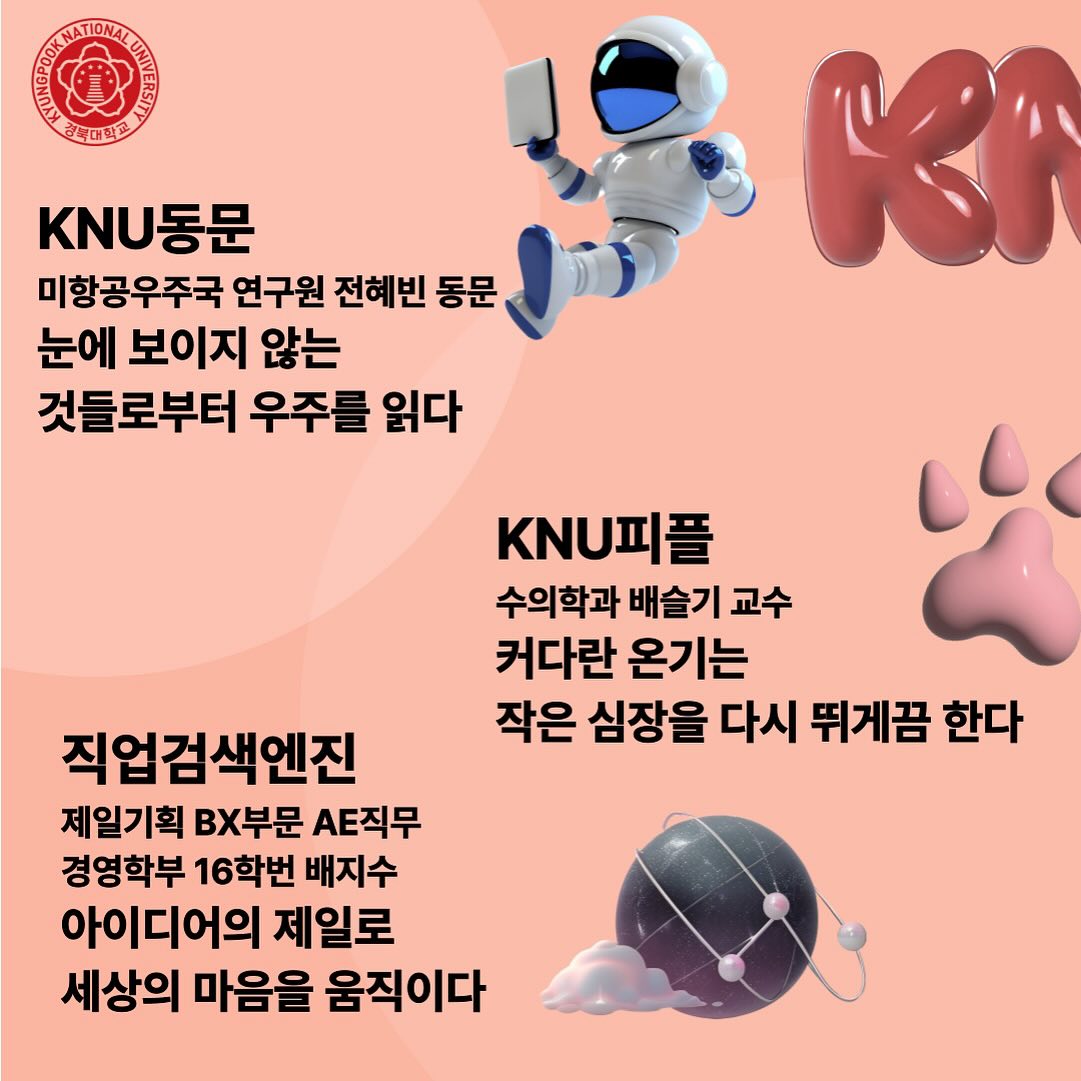 KYUNGPOOK NATIONAL UNIVERSITY
경북대학교
KN
KNU동문
미항공우주국 연구원 전혜빈 동문
눈에 보이지 않는
것들로부터 우주를 읽다
KNU피플
수의학과 배슬기 교수
커다란 온기는
작은 심장을 다시 뛰게끔 한다
직업검색엔진
제일기획 BX부문 AE직무
경영학부 16학번 배지수
아이디어의 제일로
세상의 마음을 움직이다